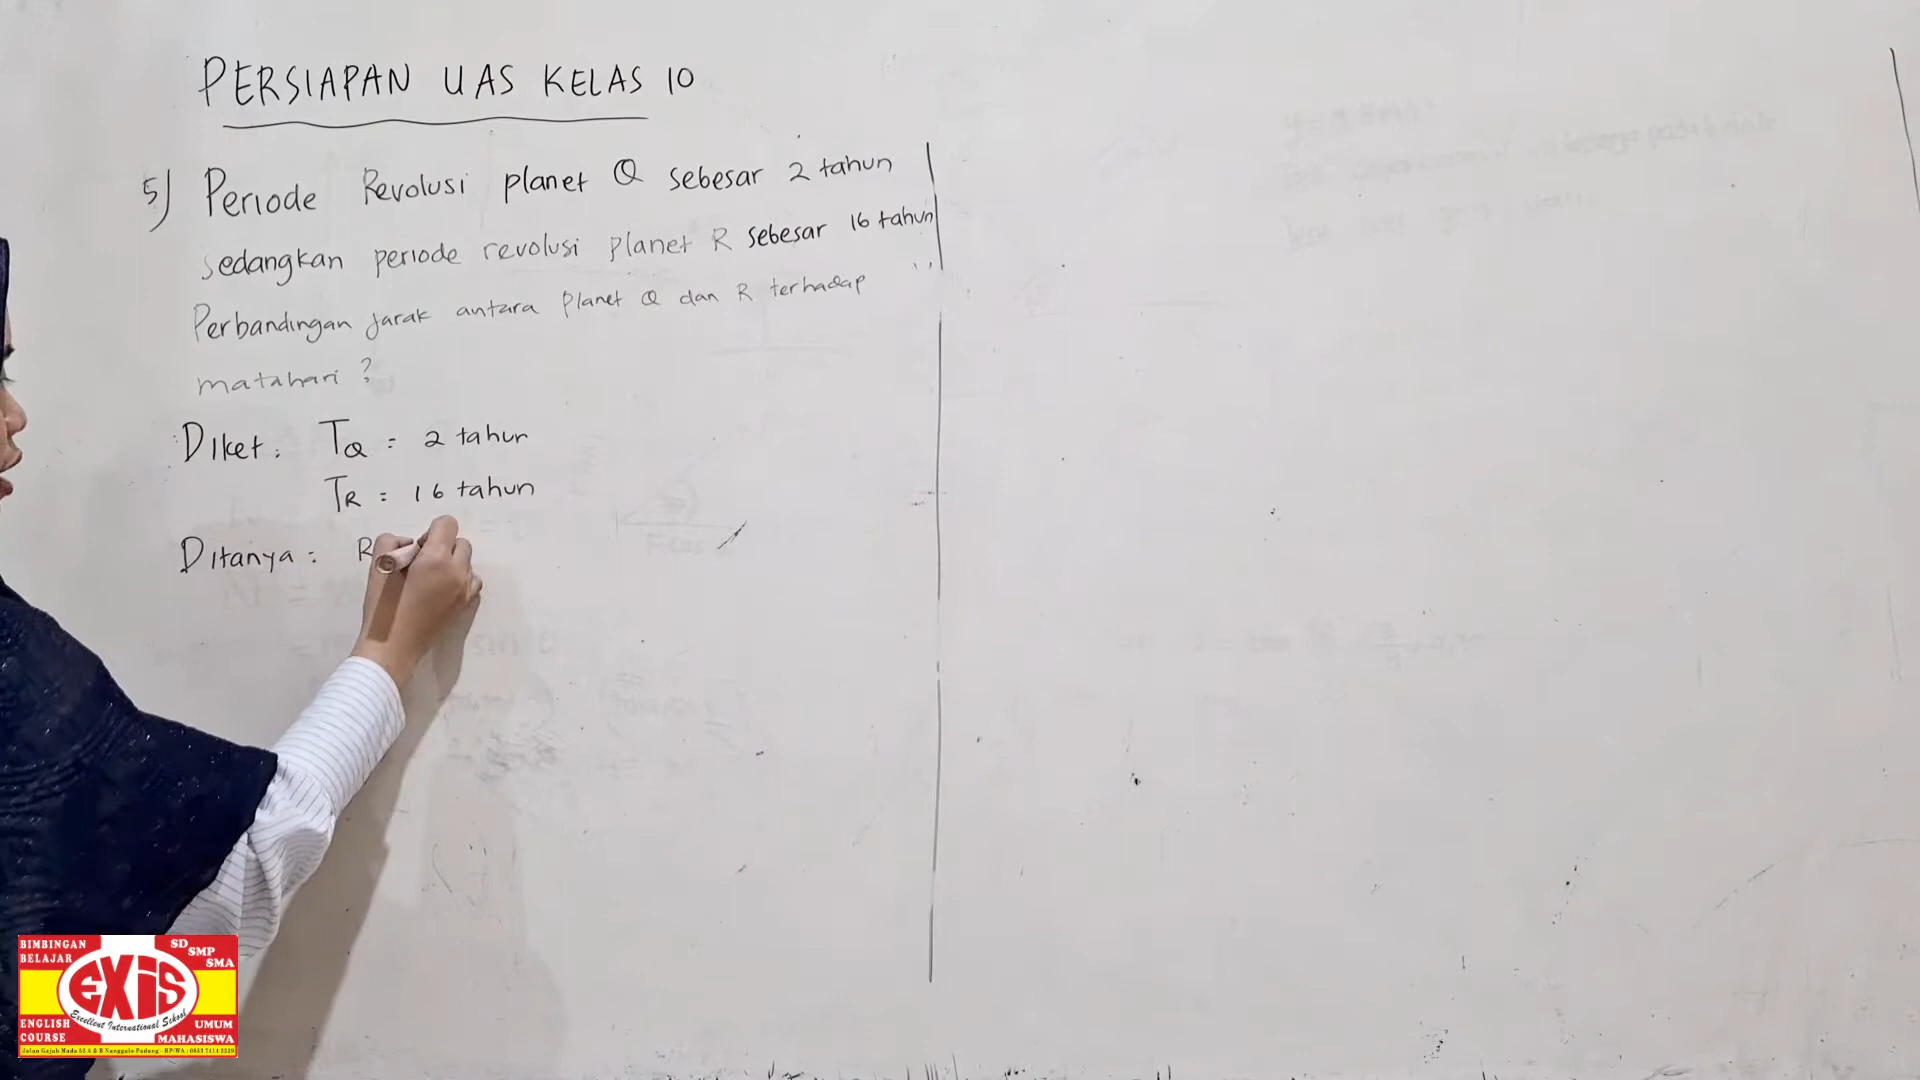 PERSIAPAN UAS KELAS 10
5) Periode Revolusi planet Q sebesar 2 tahun
sedangkan periode revolusi planet R sebesar 16 tahun
Perbandingan jarak antara planet Q dan R terhadap
matahari ?
Diket : TQ = 2 tahun
TR = 16 tahun
Ditanya : R
BIMBINGAN
BELAJAR
SD
SMP
SMA
EXIS
Excellent International School
ENGLISH
COURSE
UMUM
MAHASISWA